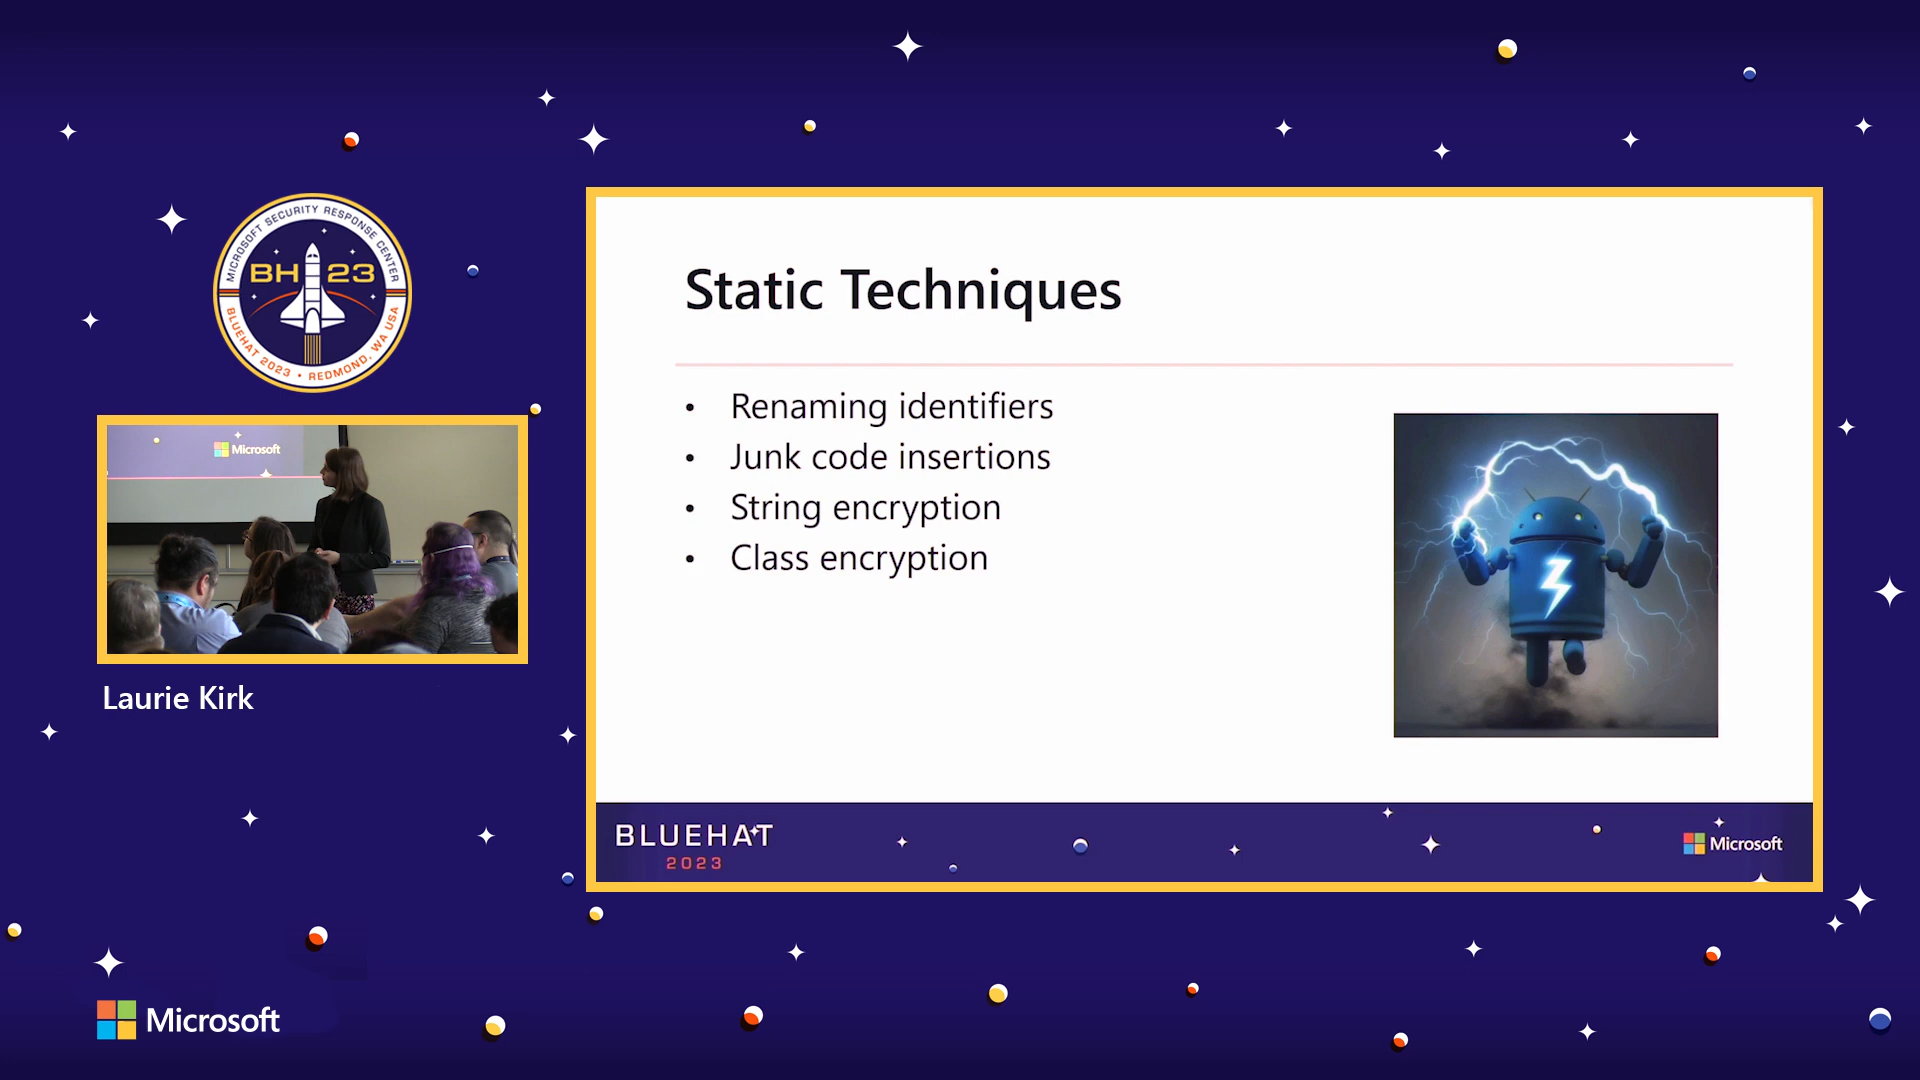 MICROSOFT SECURITY RESPONSE CENTER
BH 23
BLUEHAT 2023 • REDMOND, WA USA
Microsoft
Laurie Kirk
Static Techniques
• Renaming identifiers
• Junk code insertions
• String encryption
• Class encryption
BLUEHAT
2023
Microsoft
Microsoft